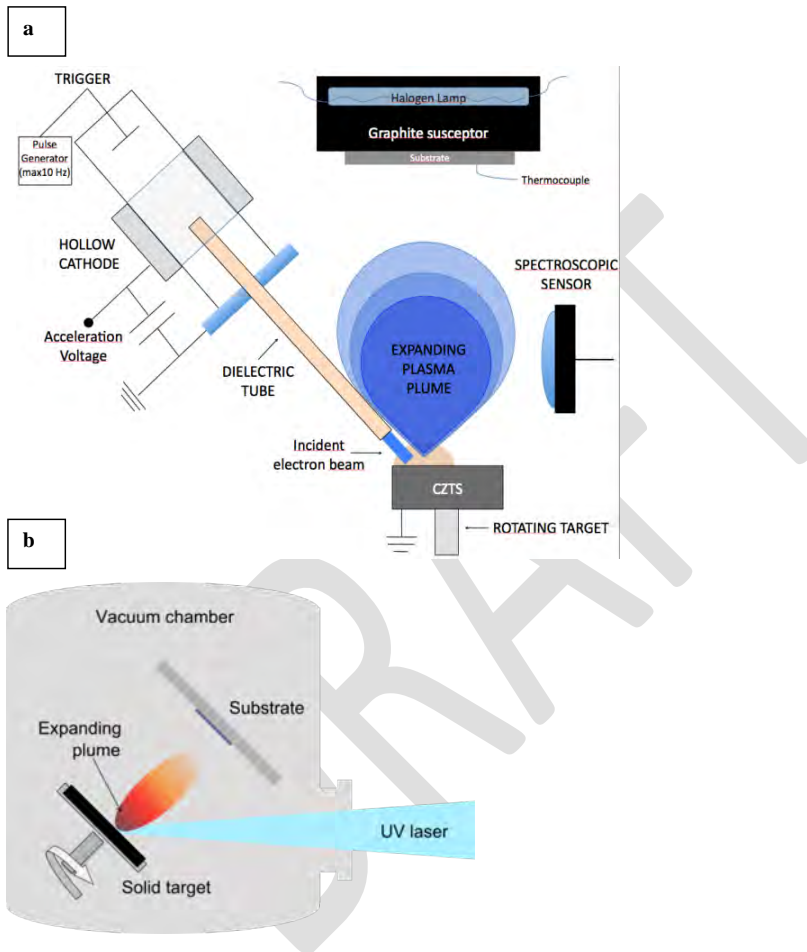 a
TRIGGER
Pulse
Generator
(max10 Hz)
Halogen Lamp
Graphite susceptor
Substrate
Thermocouple
HOLLOW
CATHODE
SPECTROSCOPIC
SENSOR
Acceleration
Voltage
EXPANDING
PLASMA
PLUME
DIELECTRIC
TUBE
Incident
electron beam
CZTS
ROTATING TARGET
b
Vacuum chamber
Substrate
Expanding
plume
UV laser
Solid target
DRAFT